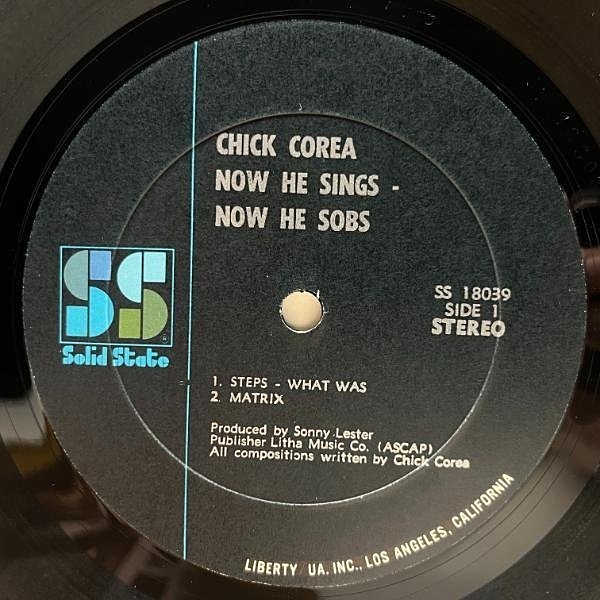 CHICK COREA
NOW HE SINGS -
NOW HE SOBS
SS
Solid State
SS 18039
SIDE 1
STEREO
1. STEPS - WHAT WAS
2. MATRIX
Produced by Sonny Lester
Publisher Litha Music Co. (ASCAP)
All compositions written by Chick Corea
LIBERTY / UA. INC., LOS ANGELES, CALIFORNIA